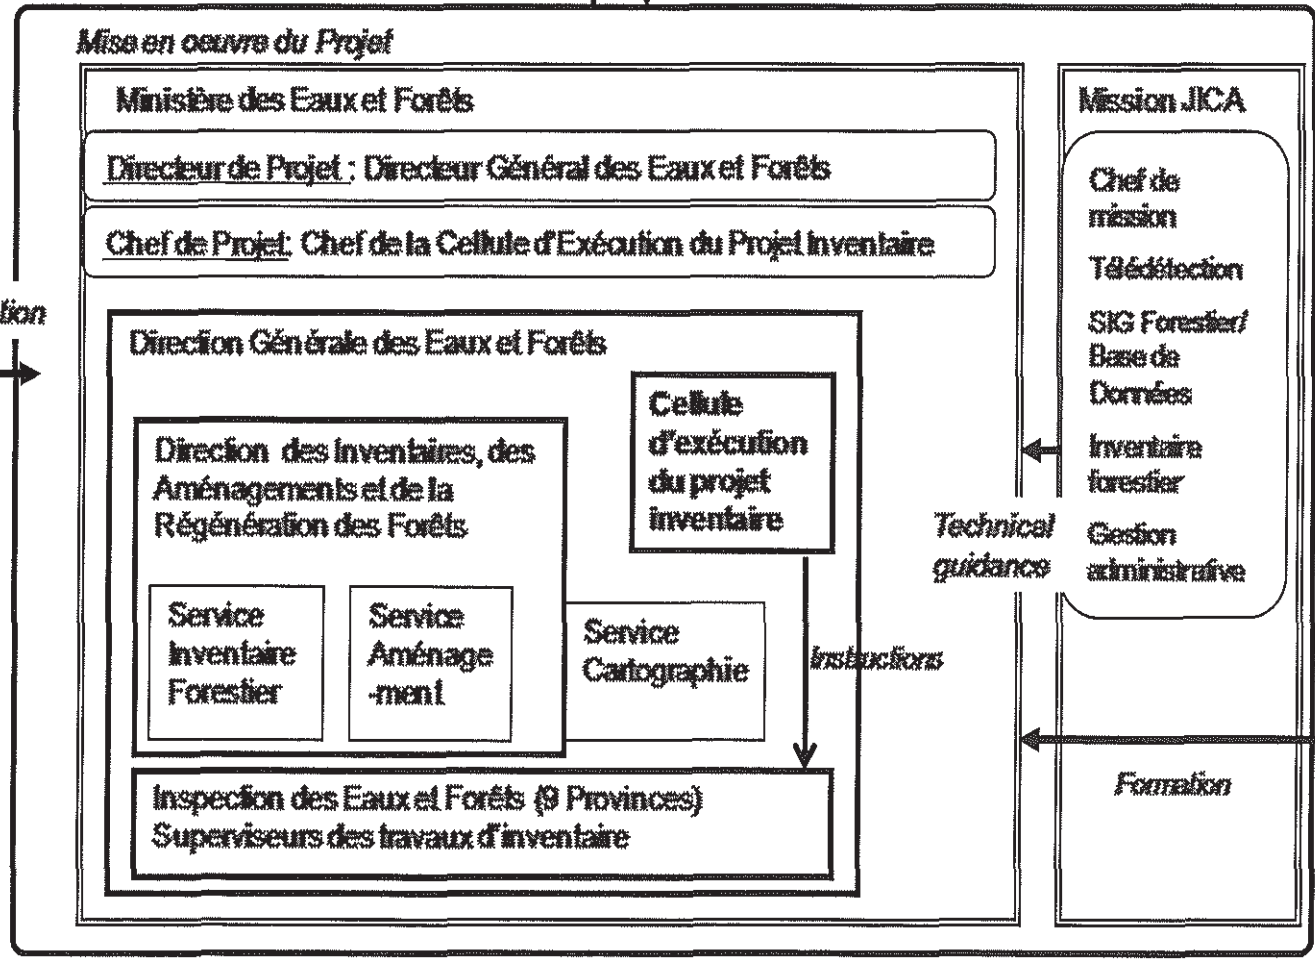 Mise en oeuvre du Projet
Ministère des Eaux et Forêts
Directeur de Projet : Directeur Général des Eaux et Forêts
Chef de Projet: Chef de la Cellule d'Exécution du Projet Inventaire
tion
Direction Générale des Eaux et Forêts
Cellule
d'exécution
du projet
inventaire
Direction des Inventaires, des
Aménagements et de la
Régénération des Forêts
Service
Inventaire
Forestier
Service
Aménage
-ment
Service
Cartographie
Instructions
Inspection des Eaux et Forêts (9 Provinces)
Superviseurs des travaux d'inventaire
Mission JICA
Chef de
mission
Télédétection
SIG Forestier/
Base de
Données
Inventaire
forestier
Gestion
administrative
Technical
guidance
Formation